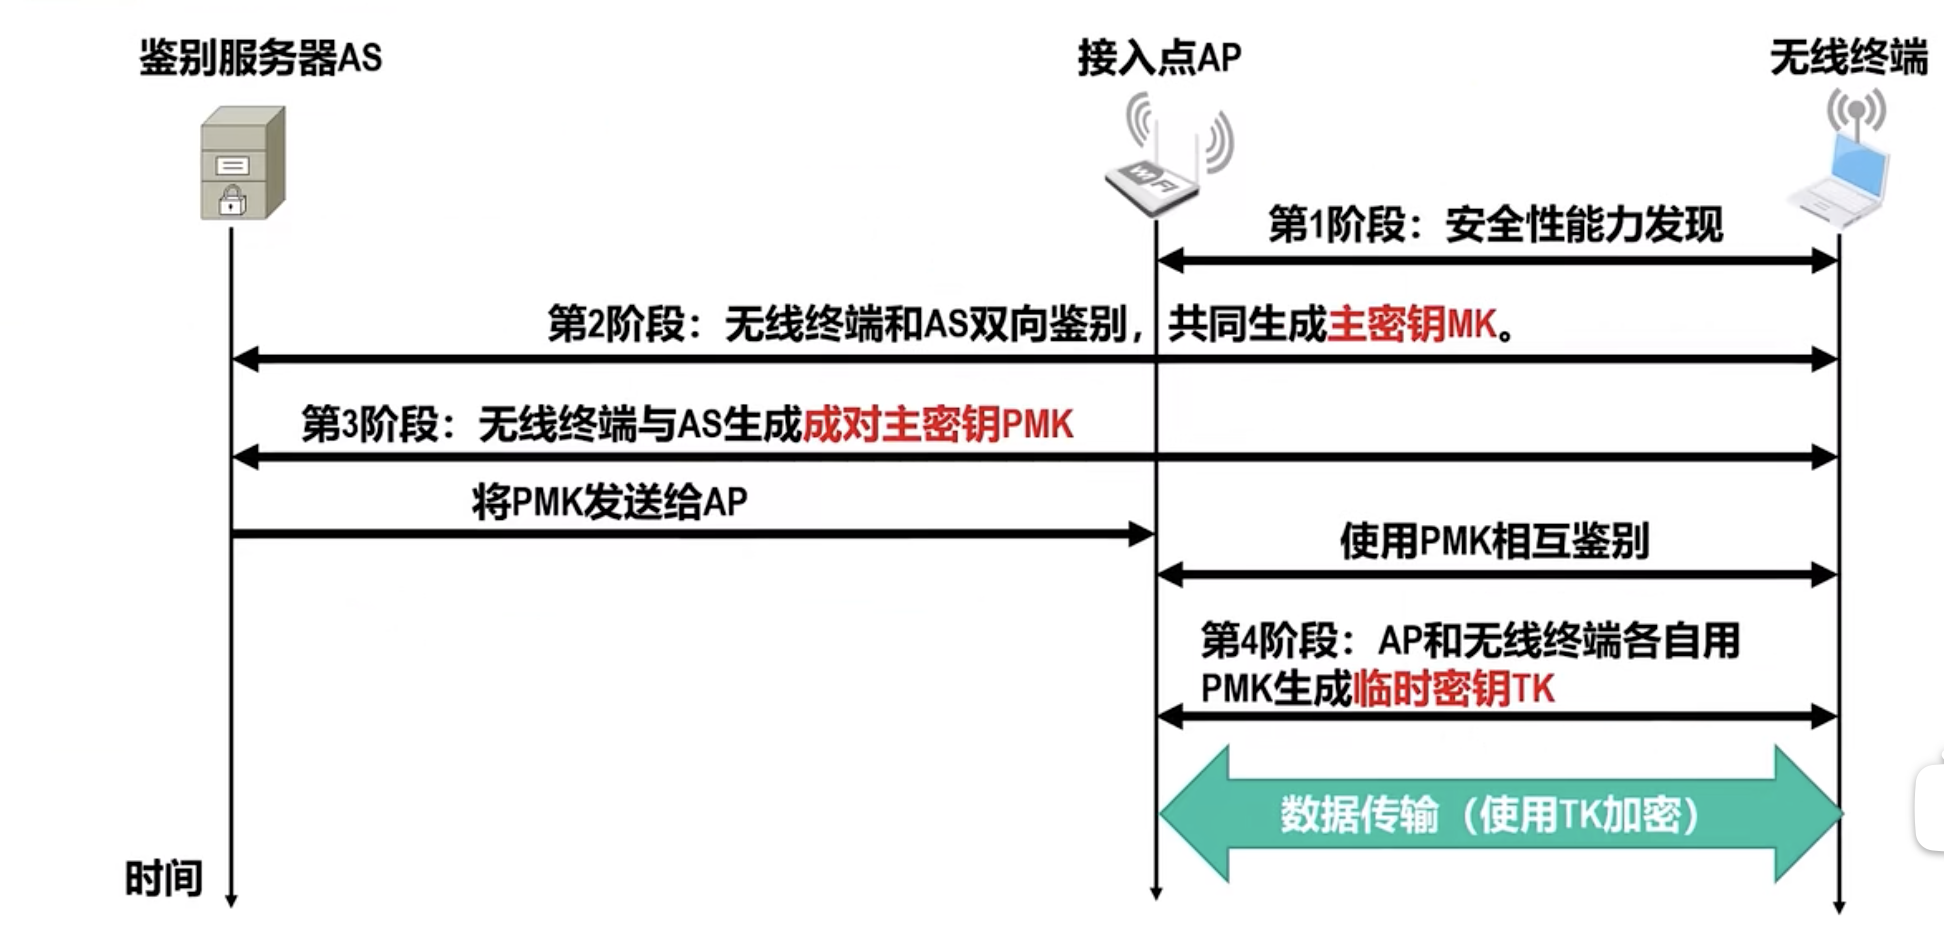 鉴别服务器AS
接入点AP
无线终端
WiFi
第1阶段：安全性能力发现
第2阶段：无线终端和AS双向鉴别，共同生成主密钥MK。
第3阶段：无线终端与AS生成成对主密钥PMK
将PMK发送给AP
使用PMK相互鉴别
第4阶段：AP和无线终端各自用
PMK生成临时密钥TK
数据传输（使用TK加密）
时间